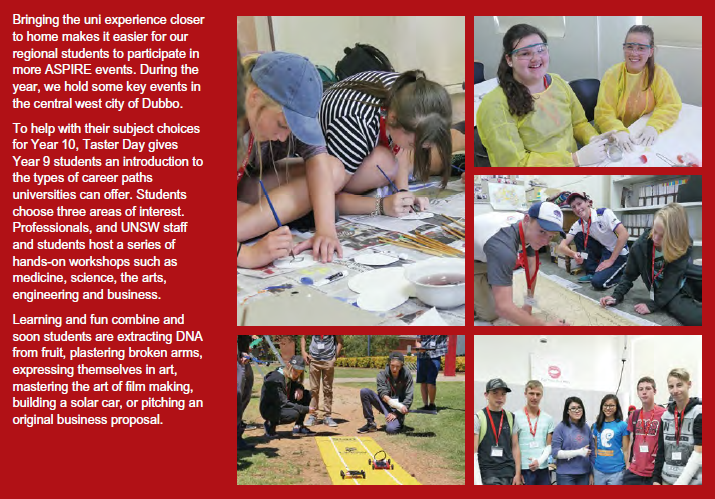 Bringing the uni experience closer
to home makes it easier for our
regional students to participate in
more ASPIRE events. During the
year, we hold some key events in
the central west city of Dubbo.
To help with their subject choices
for Year 10, Taster Day gives
Year 9 students an introduction to
the types of career paths
universities can offer. Students
choose three areas of interest.
Professionals, and UNSW staff
and students host a series of
hands-on workshops such as
medicine, science, the arts,
engineering and business.
Learning and fun combine and
soon students are extracting DNA
from fruit, plastering broken arms,
expressing themselves in art,
mastering the art of film making,
building a solar car, or pitching an
original business proposal.